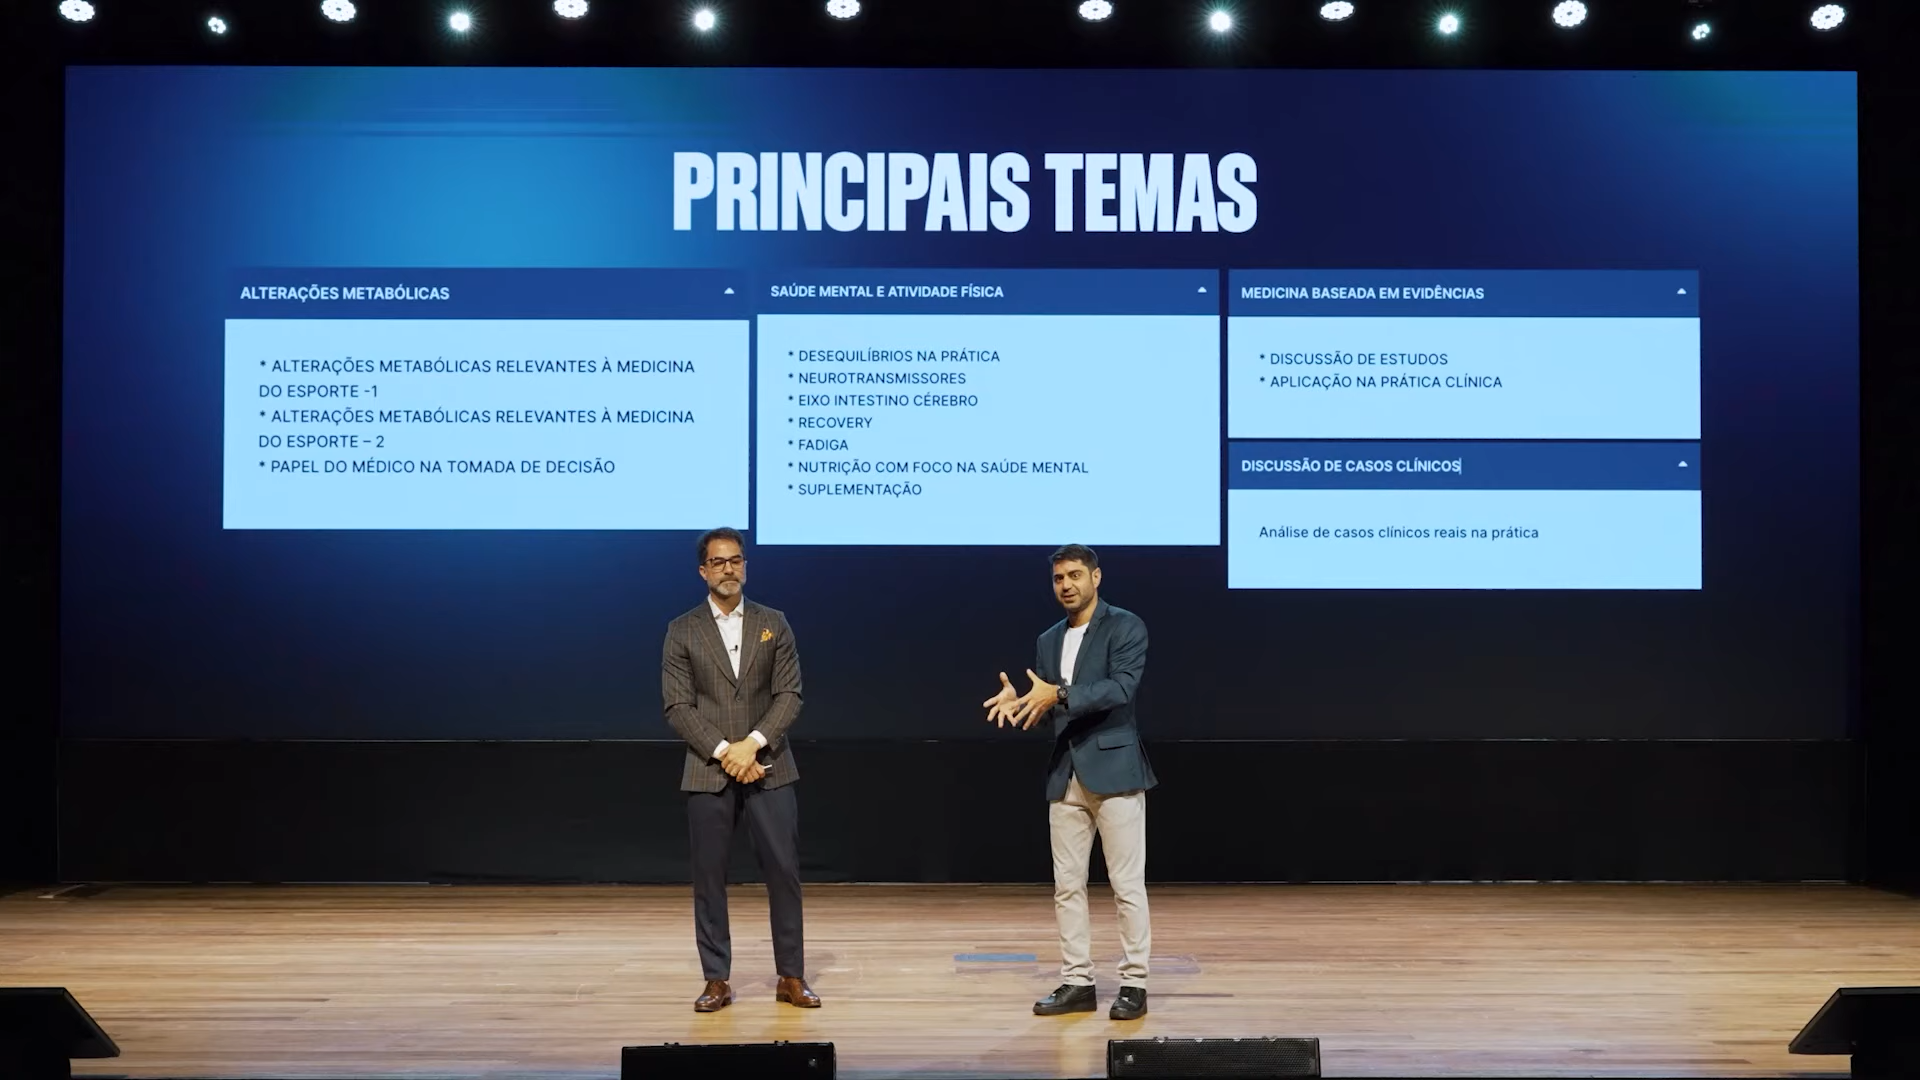 PRINCIPAIS TEMAS
ALTERAÇÕES METABÓLICAS
* ALTERAÇÕES METABÓLICAS RELEVANTES À MEDICINA
DO ESPORTE -1
* ALTERAÇÕES METABÓLICAS RELEVANTES À MEDICINA
DO ESPORTE – 2
* PAPEL DO MÉDICO NA TOMADA DE DECISÃO
SAÚDE MENTAL E ATIVIDADE FÍSICA
* DESEQUILÍBRIOS NA PRÁTICA
* NEUROTRANSMISSORES
* EIXO INTESTINO CÉREBRO
* RECOVERY
* FADIGA
* NUTRIÇÃO COM FOCO NA SAÚDE MENTAL
* SUPLEMENTAÇÃO
MEDICINA BASEADA EM EVIDÊNCIAS
* DISCUSSÃO DE ESTUDOS
* APLICAÇÃO NA PRÁTICA CLÍNICA
DISCUSSÃO DE CASOS CLÍNICOS
Análise de casos clínicos reais na prática